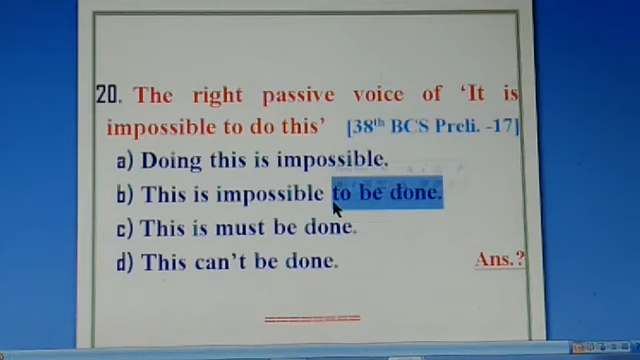 20. The right passive voice of ‘It is
impossible to do this’ [38th BCS Preli. -17]
a) Doing this is impossible.
b) This is impossible to be done.
c) This is must be done.
d) This can’t be done. Ans.?